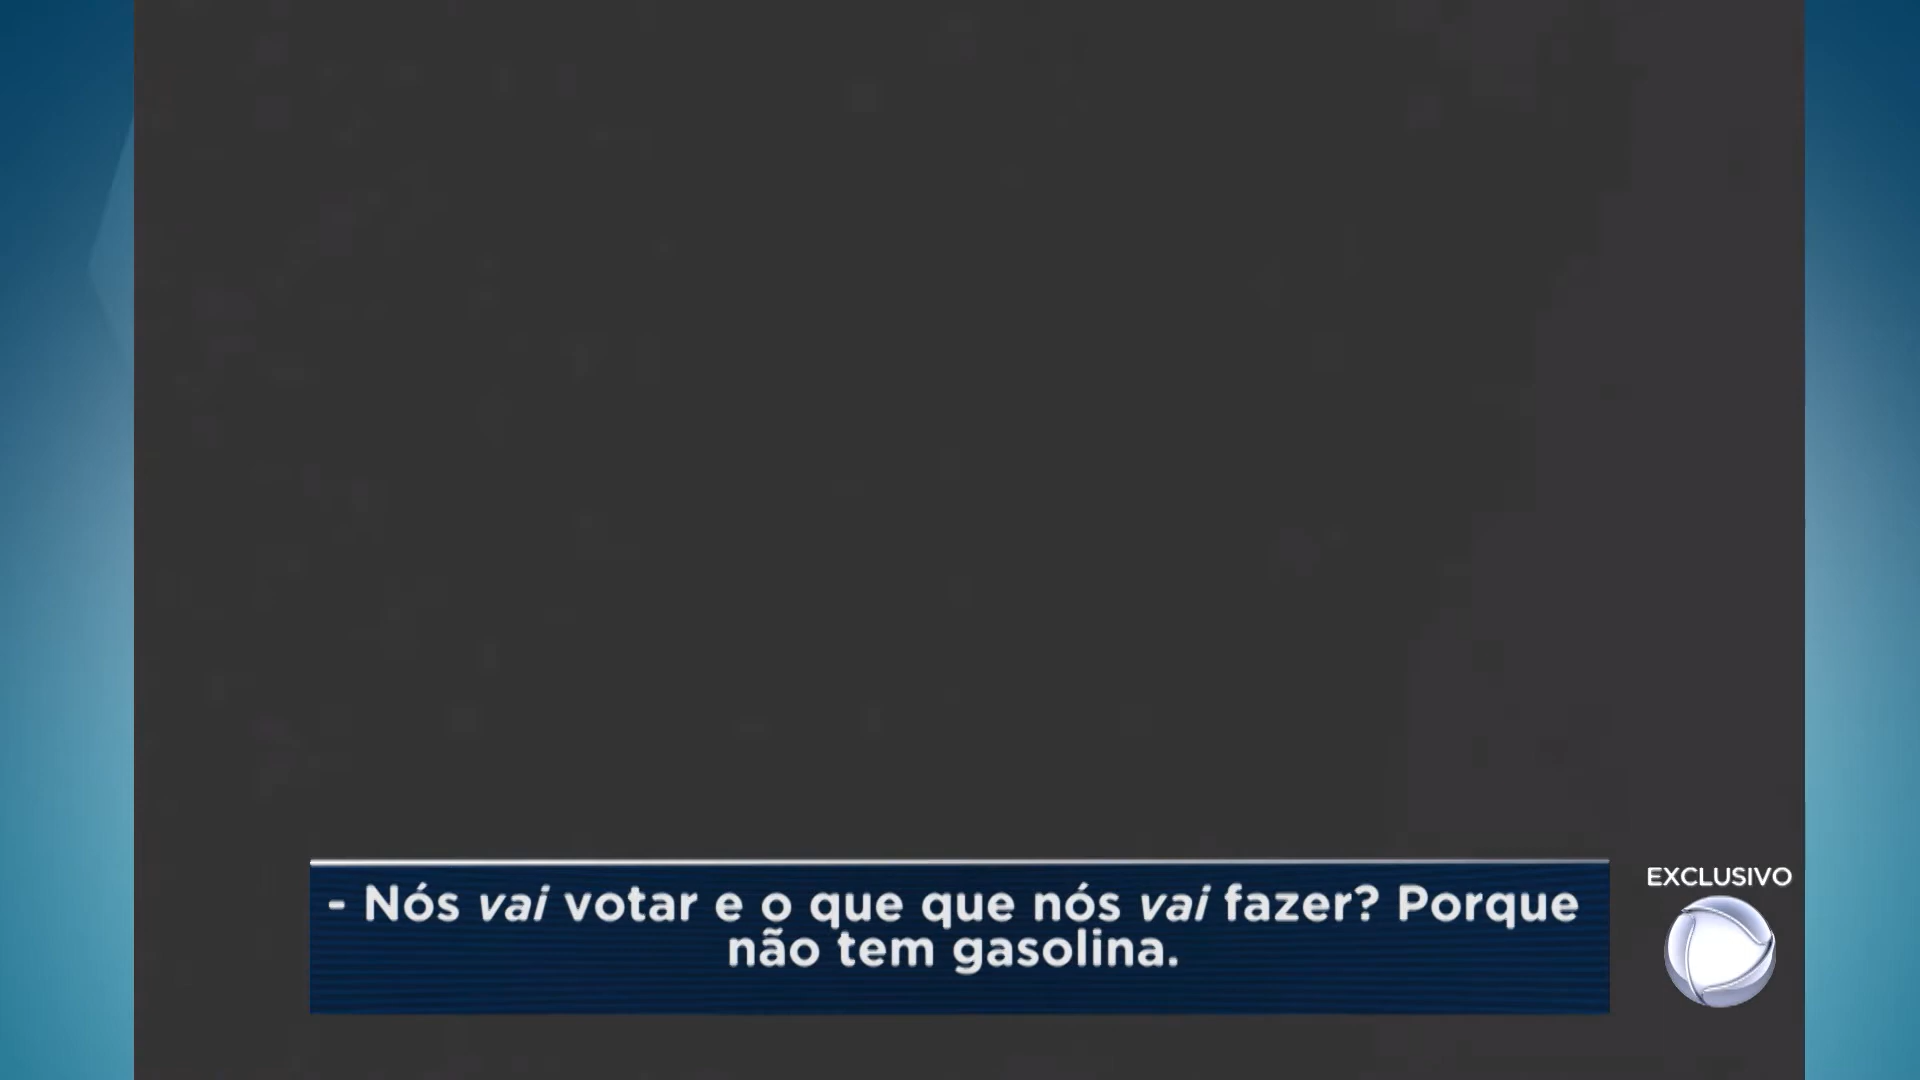 - Nós vai votar e o que que nós vai fazer? Porque
não tem gasolina.
EXCLUSIVO